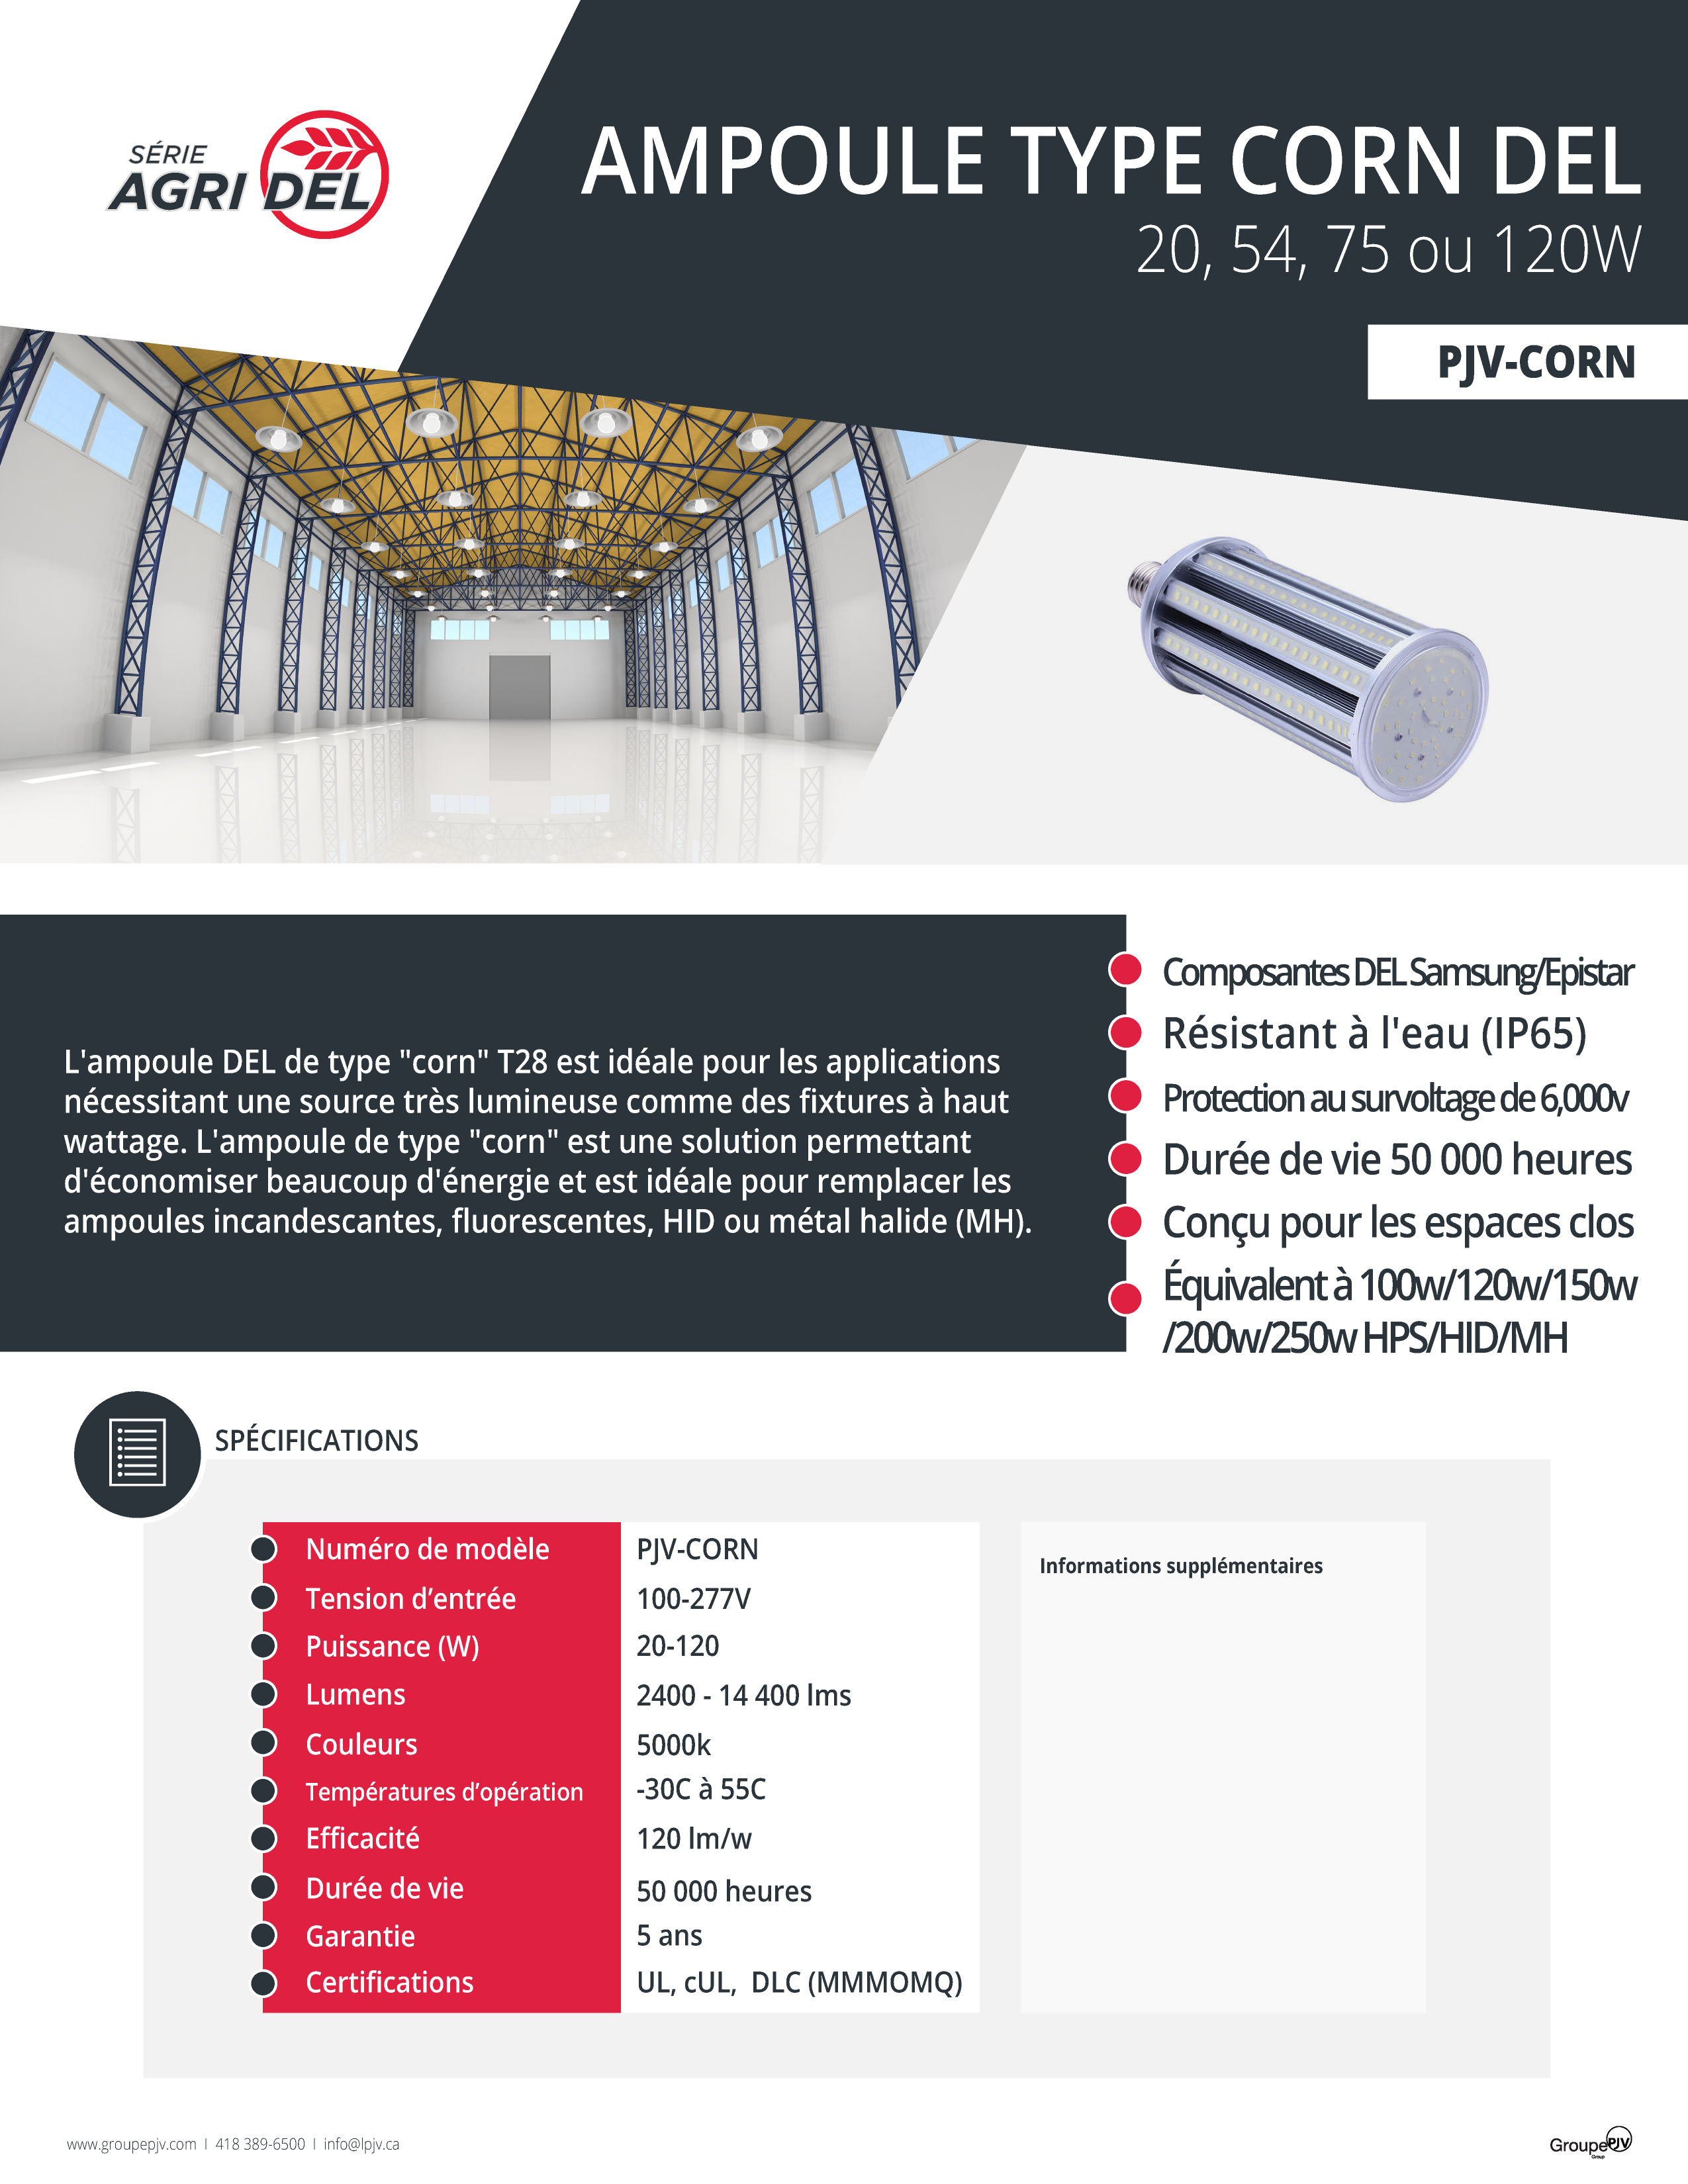 SÉRIE
AGRI DEL
AMPOULE TYPE CORN DEL
20, 54, 75 ou 120W
PJV-CORN
L'ampoule DEL de type "corn" T28 est idéale pour les applications
nécessitant une source très lumineuse comme des fixtures à haut
wattage. L'ampoule de type "corn" est une solution permettant
d'économiser beaucoup d'énergie et est idéale pour remplacer les
ampoules incandescantes, fluorescentes, HID ou métal halide (MH).
Composantes DEL Samsung/Epistar
Résistant à l'eau (IP65)
Protection au survoltage de 6,000v
Durée de vie 50 000 heures
Conçu pour les espaces clos
Équivalent à 100w/120w/150w
/200w/250w HPS/HID/MH
SPÉCIFICATIONS
Numéro de modèle PJV-CORN
Tension d’entrée 100-277V
Puissance (W) 20-120
Lumens 2400 - 14 400 lms
Couleurs 5000k
Températures d’opération -30C à 55C
Efficacité 120 lm/w
Durée de vie 50 000 heures
Garantie 5 ans
Certifications UL, cUL, DLC (MMMOMQ)
Informations supplémentaires
www.groupepjv.com | 418 389-6500 | info@lpjv.ca
Groupe PJV
Group